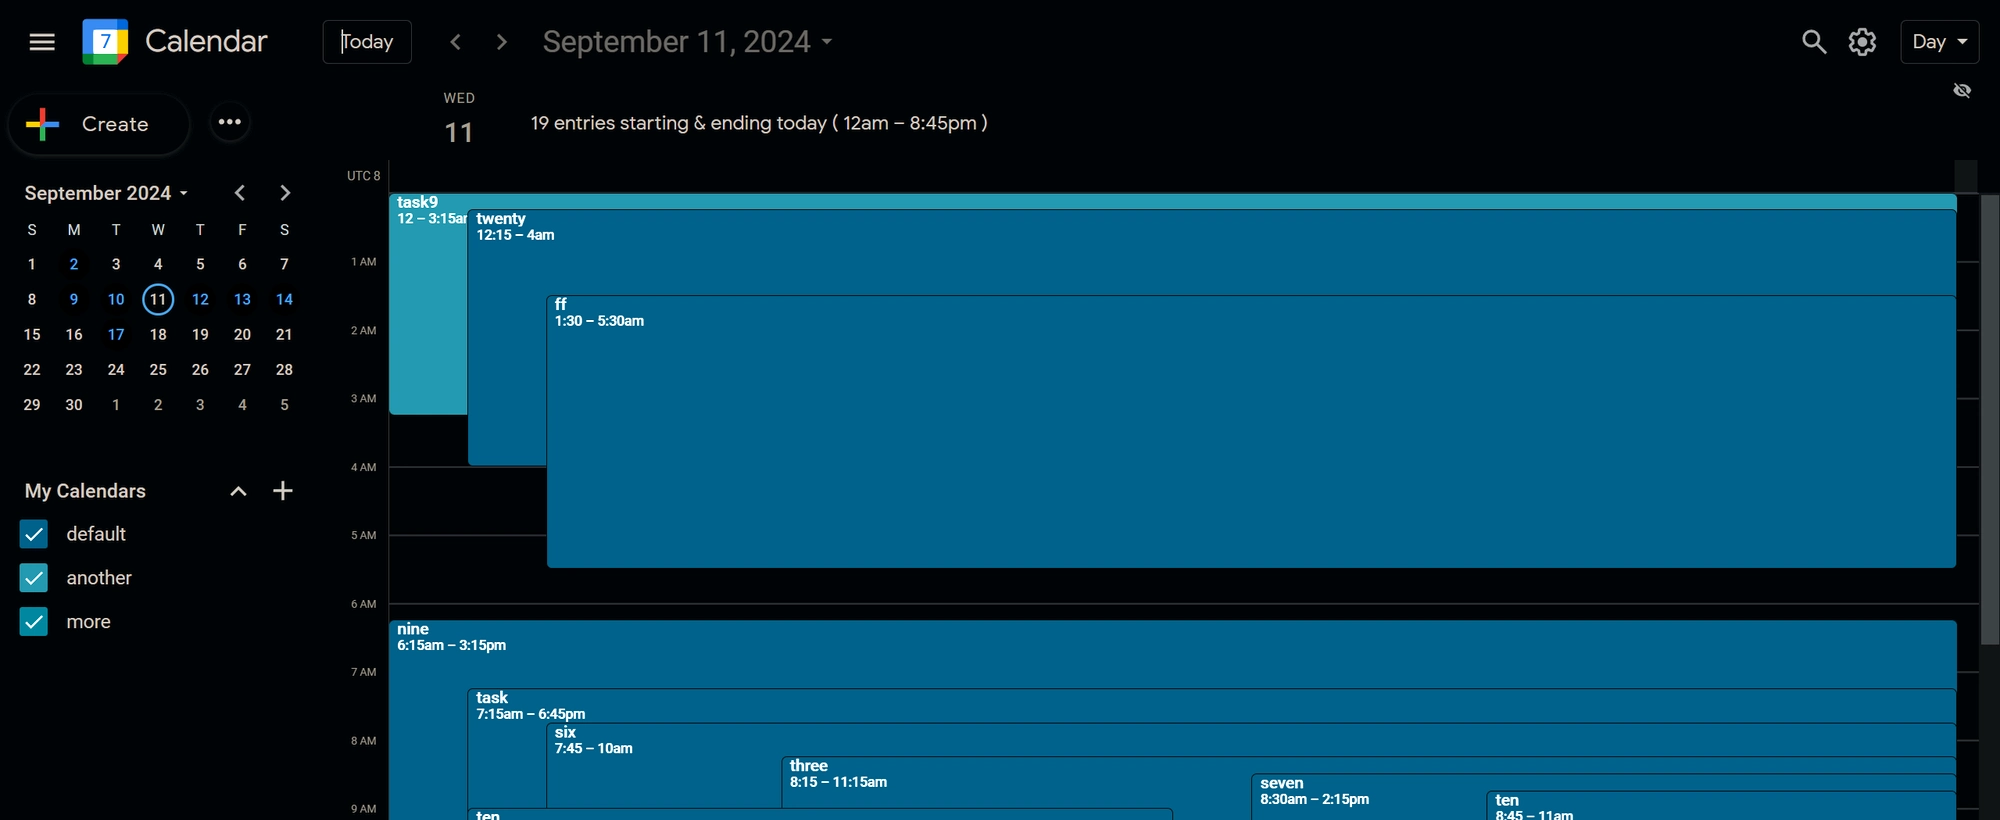 7 Calendar Today September 11, 2024 Day
Create
WED
11
19 entries starting & ending today ( 12am – 8:45pm )
September 2024
S M T W T F S
1 2 3 4 5 6 7
8 9 10 11 12 13 14
15 16 17 18 19 20 21
22 23 24 25 26 27 28
29 30 1 2 3 4 5
My Calendars
default
another
more
UTC 8
task9
12 – 3:15am
twenty
12:15 – 4am
1 AM
ff
1:30 – 5:30am
2 AM
3 AM
4 AM
5 AM
6 AM
nine
6:15am – 3:15pm
7 AM
task
7:15am – 6:45pm
six
7:45 – 10am
8 AM
three
8:15 – 11:15am
seven
8:30am – 2:15pm
ten
8:45 – 11am
9 AM
ten